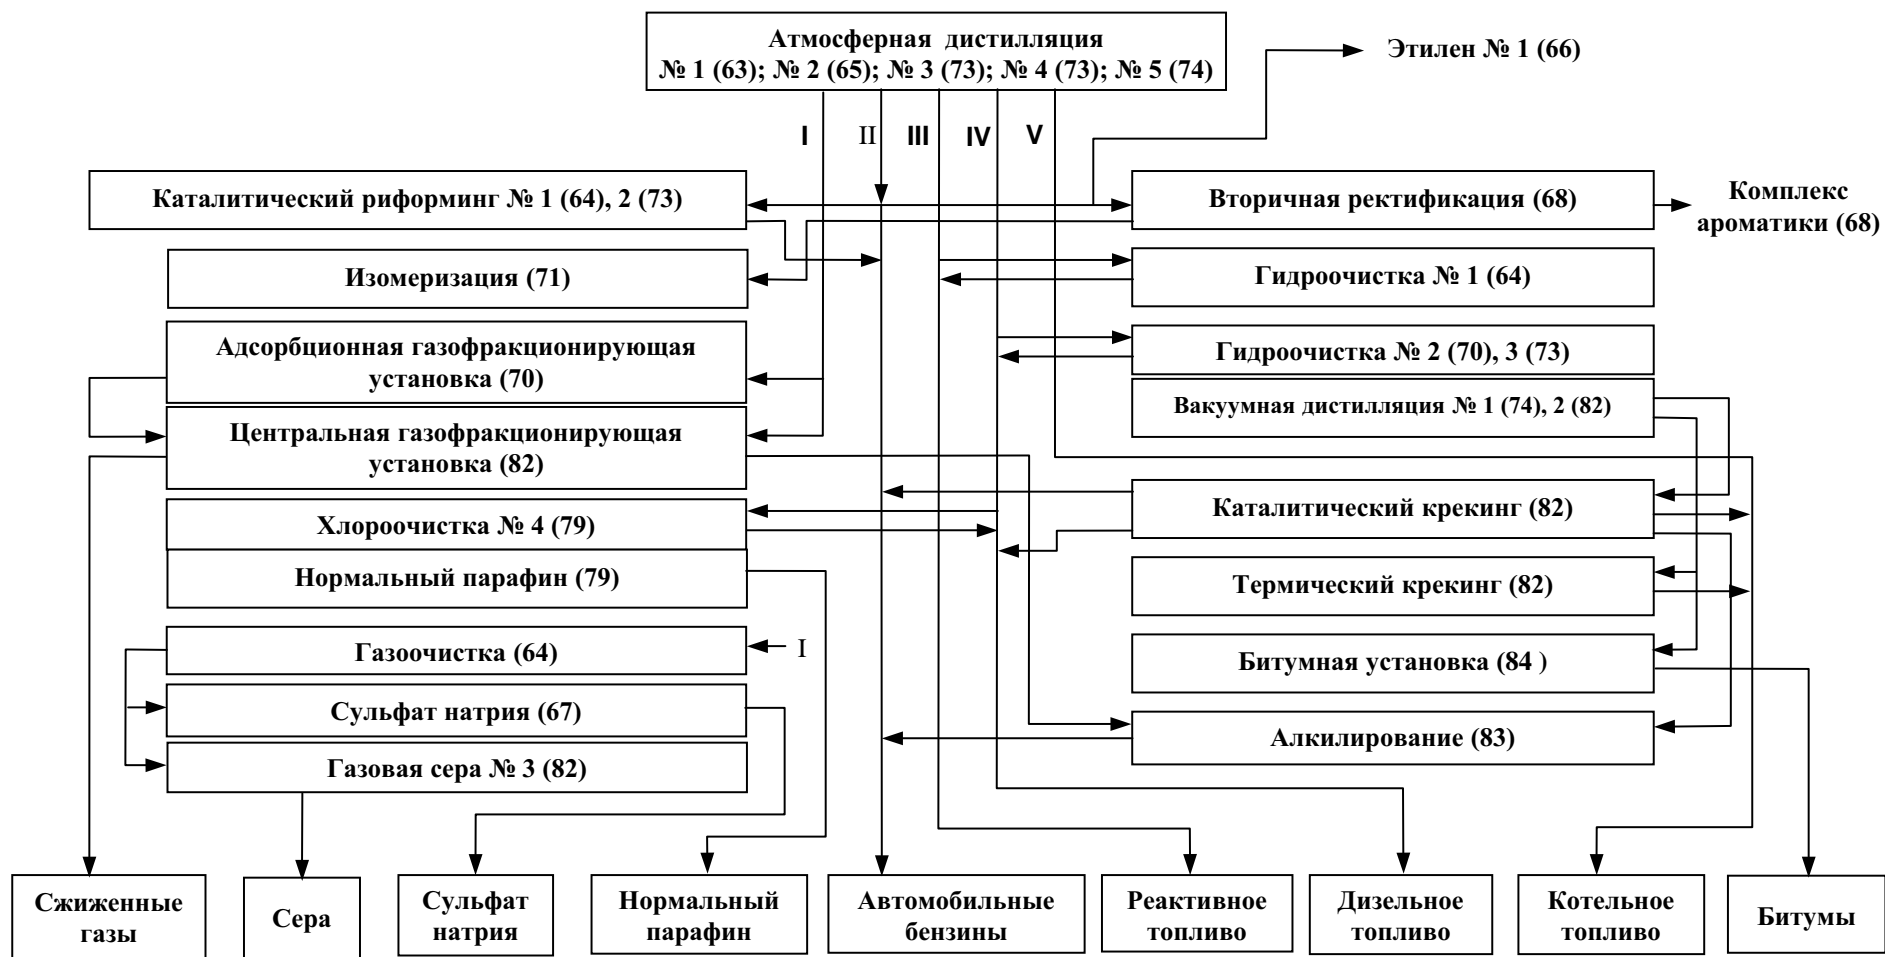 Атмосферная дистилляция
№ 1 (63); № 2 (65); № 3 (73); № 4 (73); № 5 (74)
Этилен № 1 (66)
I
II
III
IV
V
Каталитический риформинг № 1 (64), 2 (73)
Вторичная ректификация (68)
Комплекс
ароматики (68)
Изомеризация (71)
Гидроочистка № 1 (64)
Адсорбционная газофракционирующая
установка (70)
Гидроочистка № 2 (70), 3 (73)
Вакуумная дистилляция № 1 (74), 2 (82)
Центральная газофракционирующая
установка (82)
Каталитический крекинг (82)
Хлороочистка № 4 (79)
Нормальный парафин (79)
Термический крекинг (82)
Газоочистка (64)
I
Битумная установка (84 )
Сульфат натрия (67)
Алкилирование (83)
Газовая сера № 3 (82)
Сжиженные
газы
Сера
Сульфат
натрия
Нормальный
парафин
Автомобильные
бензины
Реактивное
топливо
Дизельное
топливо
Котельное
топливо
Битумы